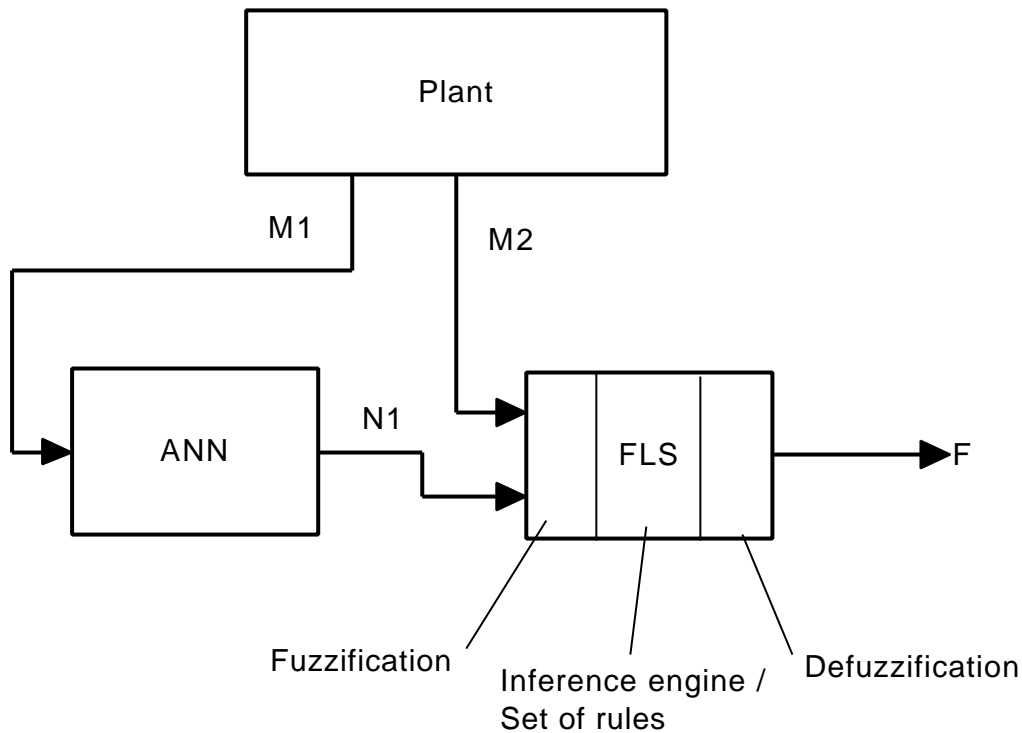 Plant
M1
M2
N1
ANN
FLS
F
Fuzzification
Inference engine /
Set of rules
Defuzzification